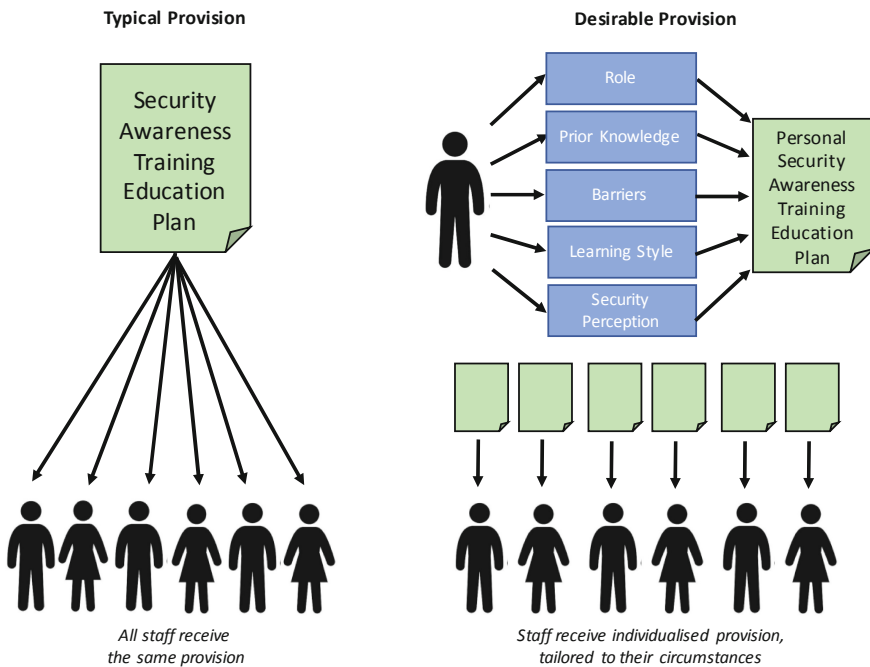 Typical Provision
Security
Awareness
Training
Education
Plan
All staff receive
the same provision
Desirable Provision
Role
Prior Knowledge
Barriers
Learning Style
Security
Perception
Personal
Security
Awareness
Training
Education
Plan
Staff receive individualised provision,
tailored to their circumstances